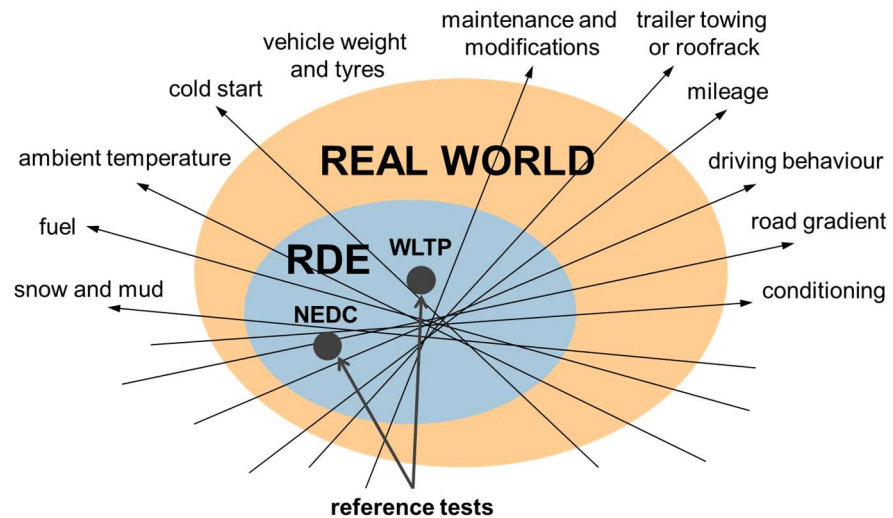 maintenance and
modifications
trailer towing
or roofrack
vehicle weight
and tyres
cold start
mileage
ambient temperature
REAL WORLD
driving behaviour
fuel
road gradient
RDE
WLTP
snow and mud
NEDC
conditioning
reference tests